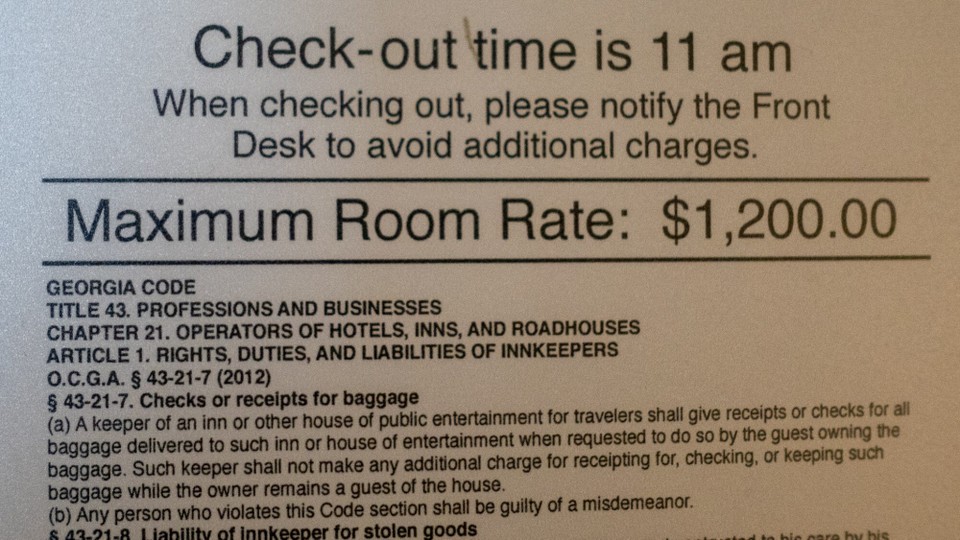 Check-out time is 11 am
When checking out, please notify the Front
Desk to avoid additional charges.
Maximum Room Rate: $1,200.00
GEORGIA CODE
TITLE 43. PROFESSIONS AND BUSINESSES
CHAPTER 21. OPERATORS OF HOTELS, INNS, AND ROADHOUSES
ARTICLE 1. RIGHTS, DUTIES, AND LIABILITIES OF INNKEEPERS
O.C.G.A. § 43-21-7 (2012)
§ 43-21-7. Checks or receipts for baggage
(a) A keeper of an inn or other house of public entertainment for travelers shall give receipts or checks for all
baggage delivered to such inn or house of entertainment when requested to do so by the guest owning the
baggage. Such keeper shall not make any additional charge for receipting for, checking, or keeping such
baggage while the owner remains a guest of the house.
(b) Any person who violates this Code section shall be guilty of a misdemeanor.
§ 43-21-8. Liability of innkeeper for stolen goods
to his care by his